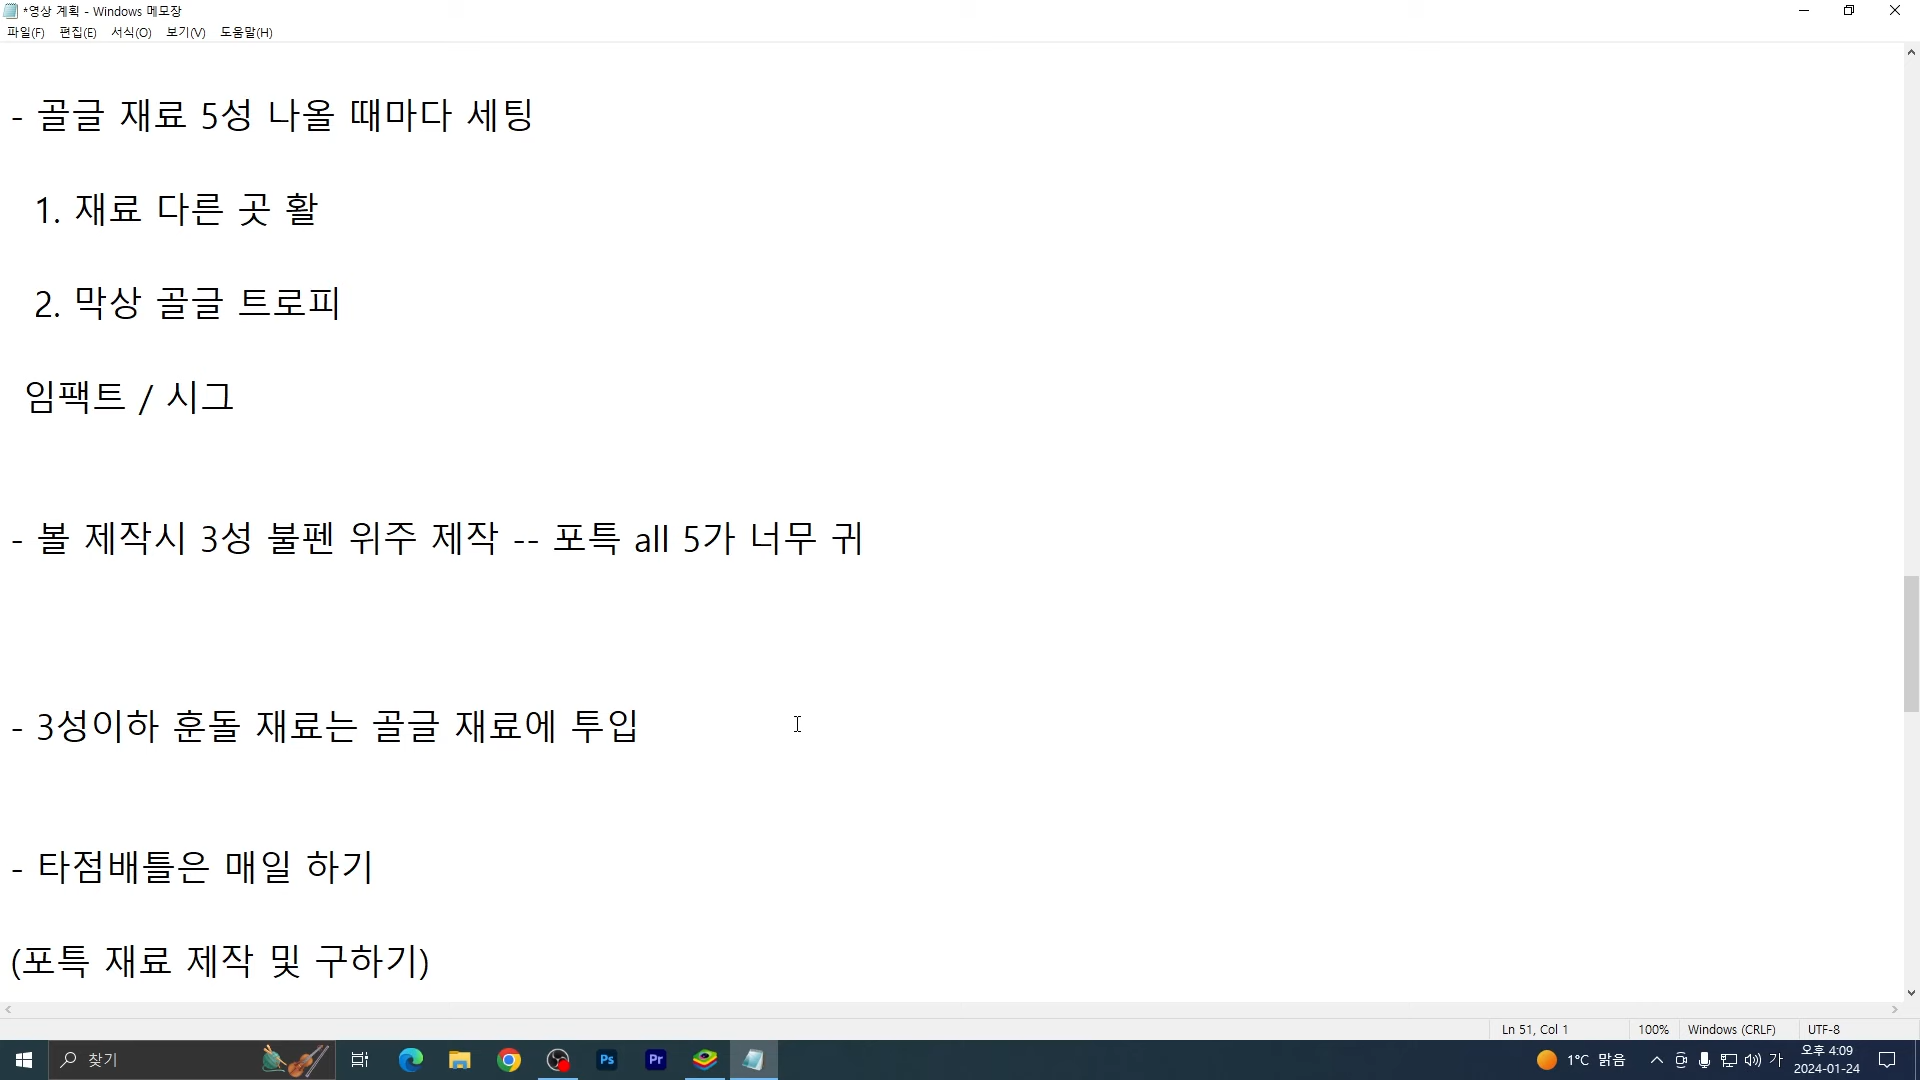 *영상 계획 - Windows 메모장
파일(F) 편집(E) 서식(O) 보기(V) 도움말(H)
- 골글 재료 5성 나올 때마다 세팅
1. 재료 다른 곳 활
2. 막상 골글 트로피
임팩트 / 시그
- 볼 제작시 3성 불펜 위주 제작 -- 포특 all 5가 너무 귀
- 3성이하 훈돌 재료는 골글 재료에 투입
- 타점배틀은 매일 하기
(포특 재료 제작 및 구하기)
Ln 51, Col 1 100% Windows (CRLF) UTF-8
찾기 Ps Pr 1°C 맑음 가 오후 4:09
2024-01-24